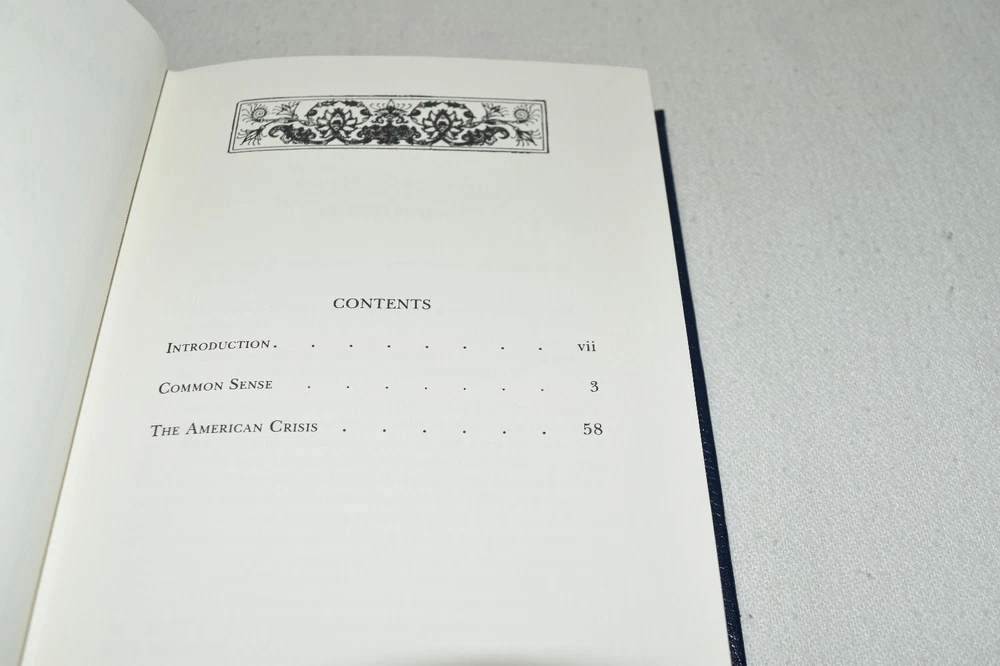 CONTENTS
INTRODUCTION . . . . . . . . vii
COMMON SENSE . . . . . . . 3
THE AMERICAN CRISIS . . . . . . 58